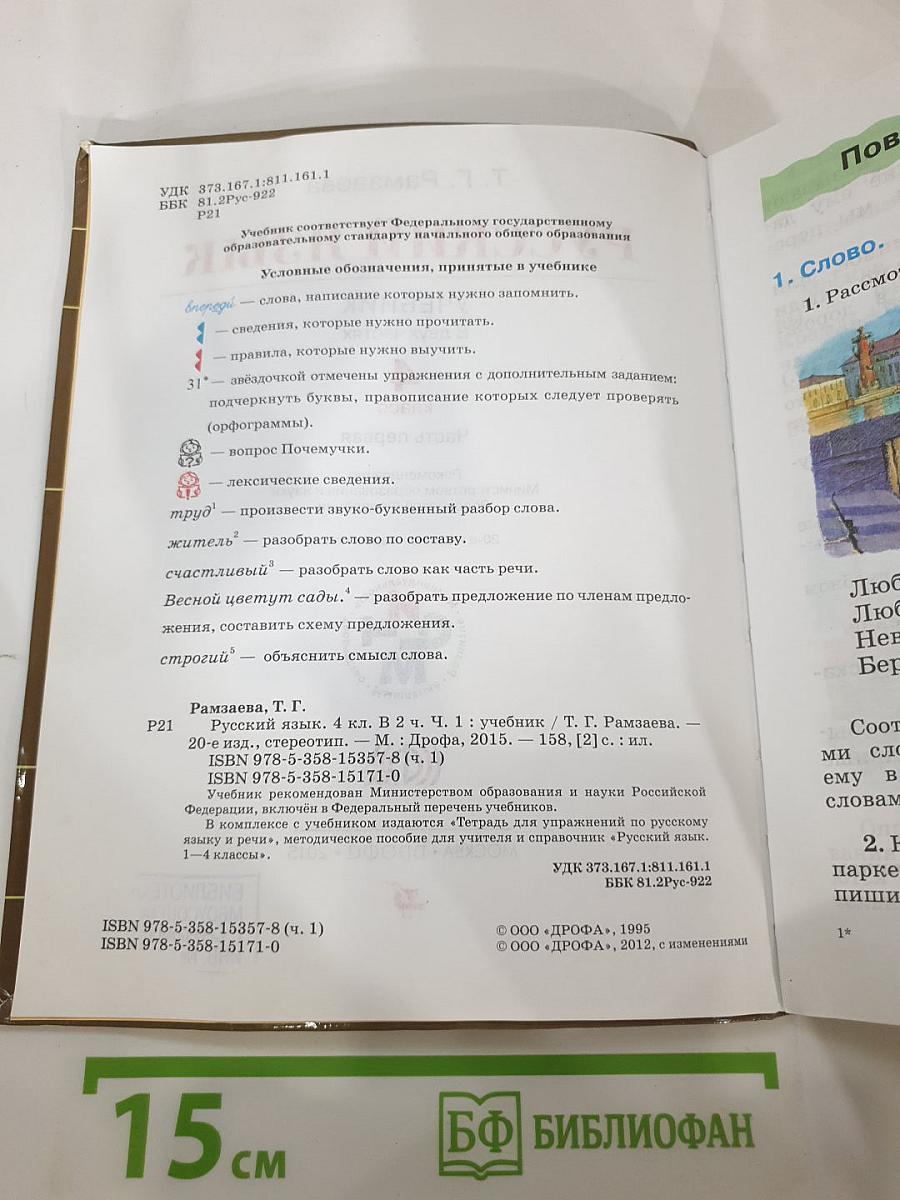 УДК 373.167.1:811.161.1
ББК 81.2Рус-922
Р21
Учебник соответствует Федеральному государственному
образовательному стандарту начального общего образования
Условные обозначения, принятые в учебнике
впереди́ — слова, написание которых нужно запомнить.
— сведения, которые нужно прочитать.
— правила, которые нужно выучить.
31* — звёздочкой отмечены упражнения с дополнительным заданием:
подчеркнуть буквы, правописание которых следует проверять
(орфограммы).
— вопрос Почемучки.
— лексические сведения.
труд¹ — произвести звуко-буквенный разбор слова.
житель² — разобрать слово по составу.
счастливый³ — разобрать слово как часть речи.
Весной цветут сады.⁴ — разобрать предложение по членам предло-
жения, составить схему предложения.
строгий⁵ — объяснить смысл слова.
Рамзаева, Т. Г.
Р21 Русский язык. 4 кл. В 2 ч. Ч. 1 : учебник / Т. Г. Рамзаева. —
20-е изд., стереотип. — М. : Дрофа, 2015. — 158, [2] с. : ил.
ISBN 978-5-358-15357-8 (ч. 1)
ISBN 978-5-358-15171-0
Учебник рекомендован Министерством образования и науки Российской
Федерации, включён в Федеральный перечень учебников.
В комплексе с учебником издаются «Тетрадь для упражнений по русскому
языку и речи», методическое пособие для учителя и справочник «Русский язык.
1—4 классы».
УДК 373.167.1:811.161.1
ББК 81.2Рус-922
ISBN 978-5-358-15357-8 (ч. 1)
ISBN 978-5-358-15171-0
© ООО «ДРОФА», 1995
© ООО «ДРОФА», 2012, с изменениями
Пов
1. Слово.
1. Рассмо
Люб
Люб
Нев
Бер
Соот
ми сло
ему в
словам
2. 
парке
пиши
1*
15 см
БФ БИБЛИОФАН